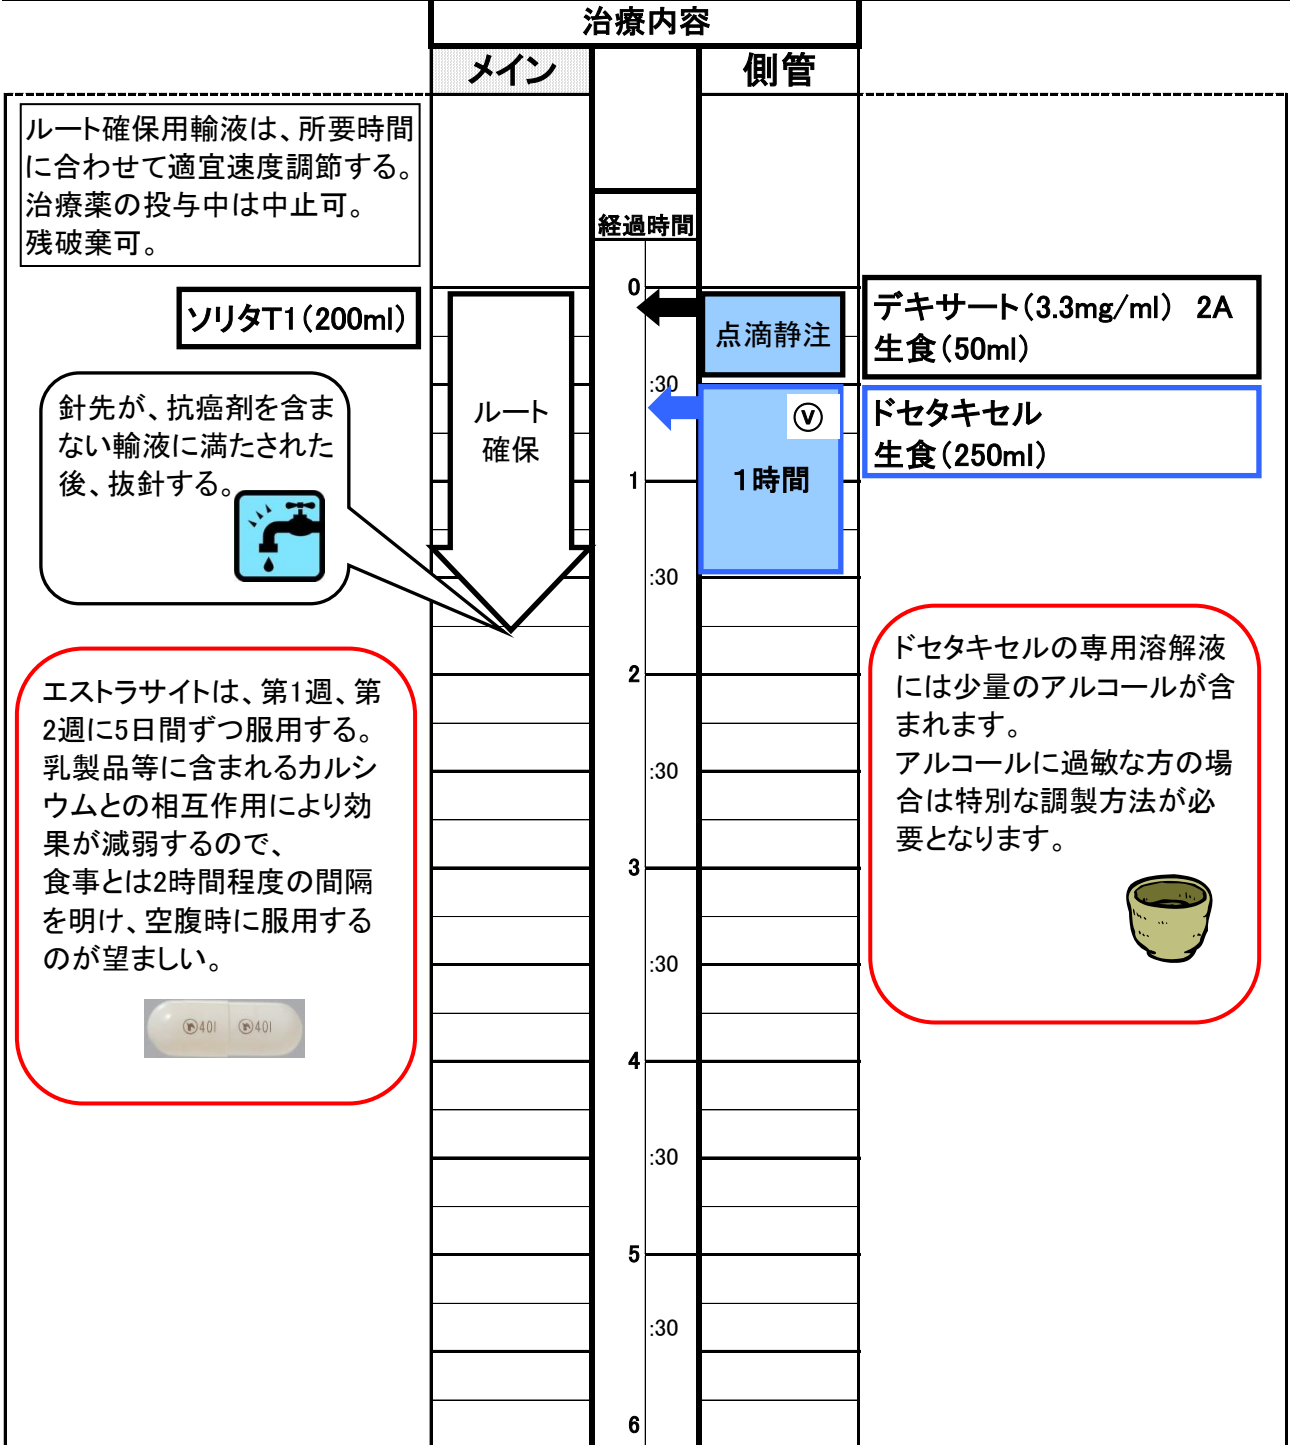 治療内容
メイン
側管
ルート確保用輸液は、所要時間
に合わせて適宜速度調節する。
治療薬の投与中は中止可。
残破棄可。
経過時間
0
ソリタT1(200ml)
点滴静注
デキサート(3.3mg/ml) 2A
生食(50ml)
:30
針先が、抗癌剤を含ま
ない輸液に満たされた
後、抜針する。
ルート
確保
ⓥ
1時間
ドセタキセル
生食(250ml)
1
:30
エストラサイトは、第1週、第
2週に5日間ずつ服用する。
乳製品等に含まれるカルシ
ウムとの相互作用により効
果が減弱するので、
食事とは2時間程度の間隔
を明け、空腹時に服用する
のが望ましい。
401 401
ドセタキセルの専用溶解液
には少量のアルコールが含
まれます。
アルコールに過敏な方の場
合は特別な調製方法が必
要となります。
2
:30
3
:30
4
:30
5
:30
6